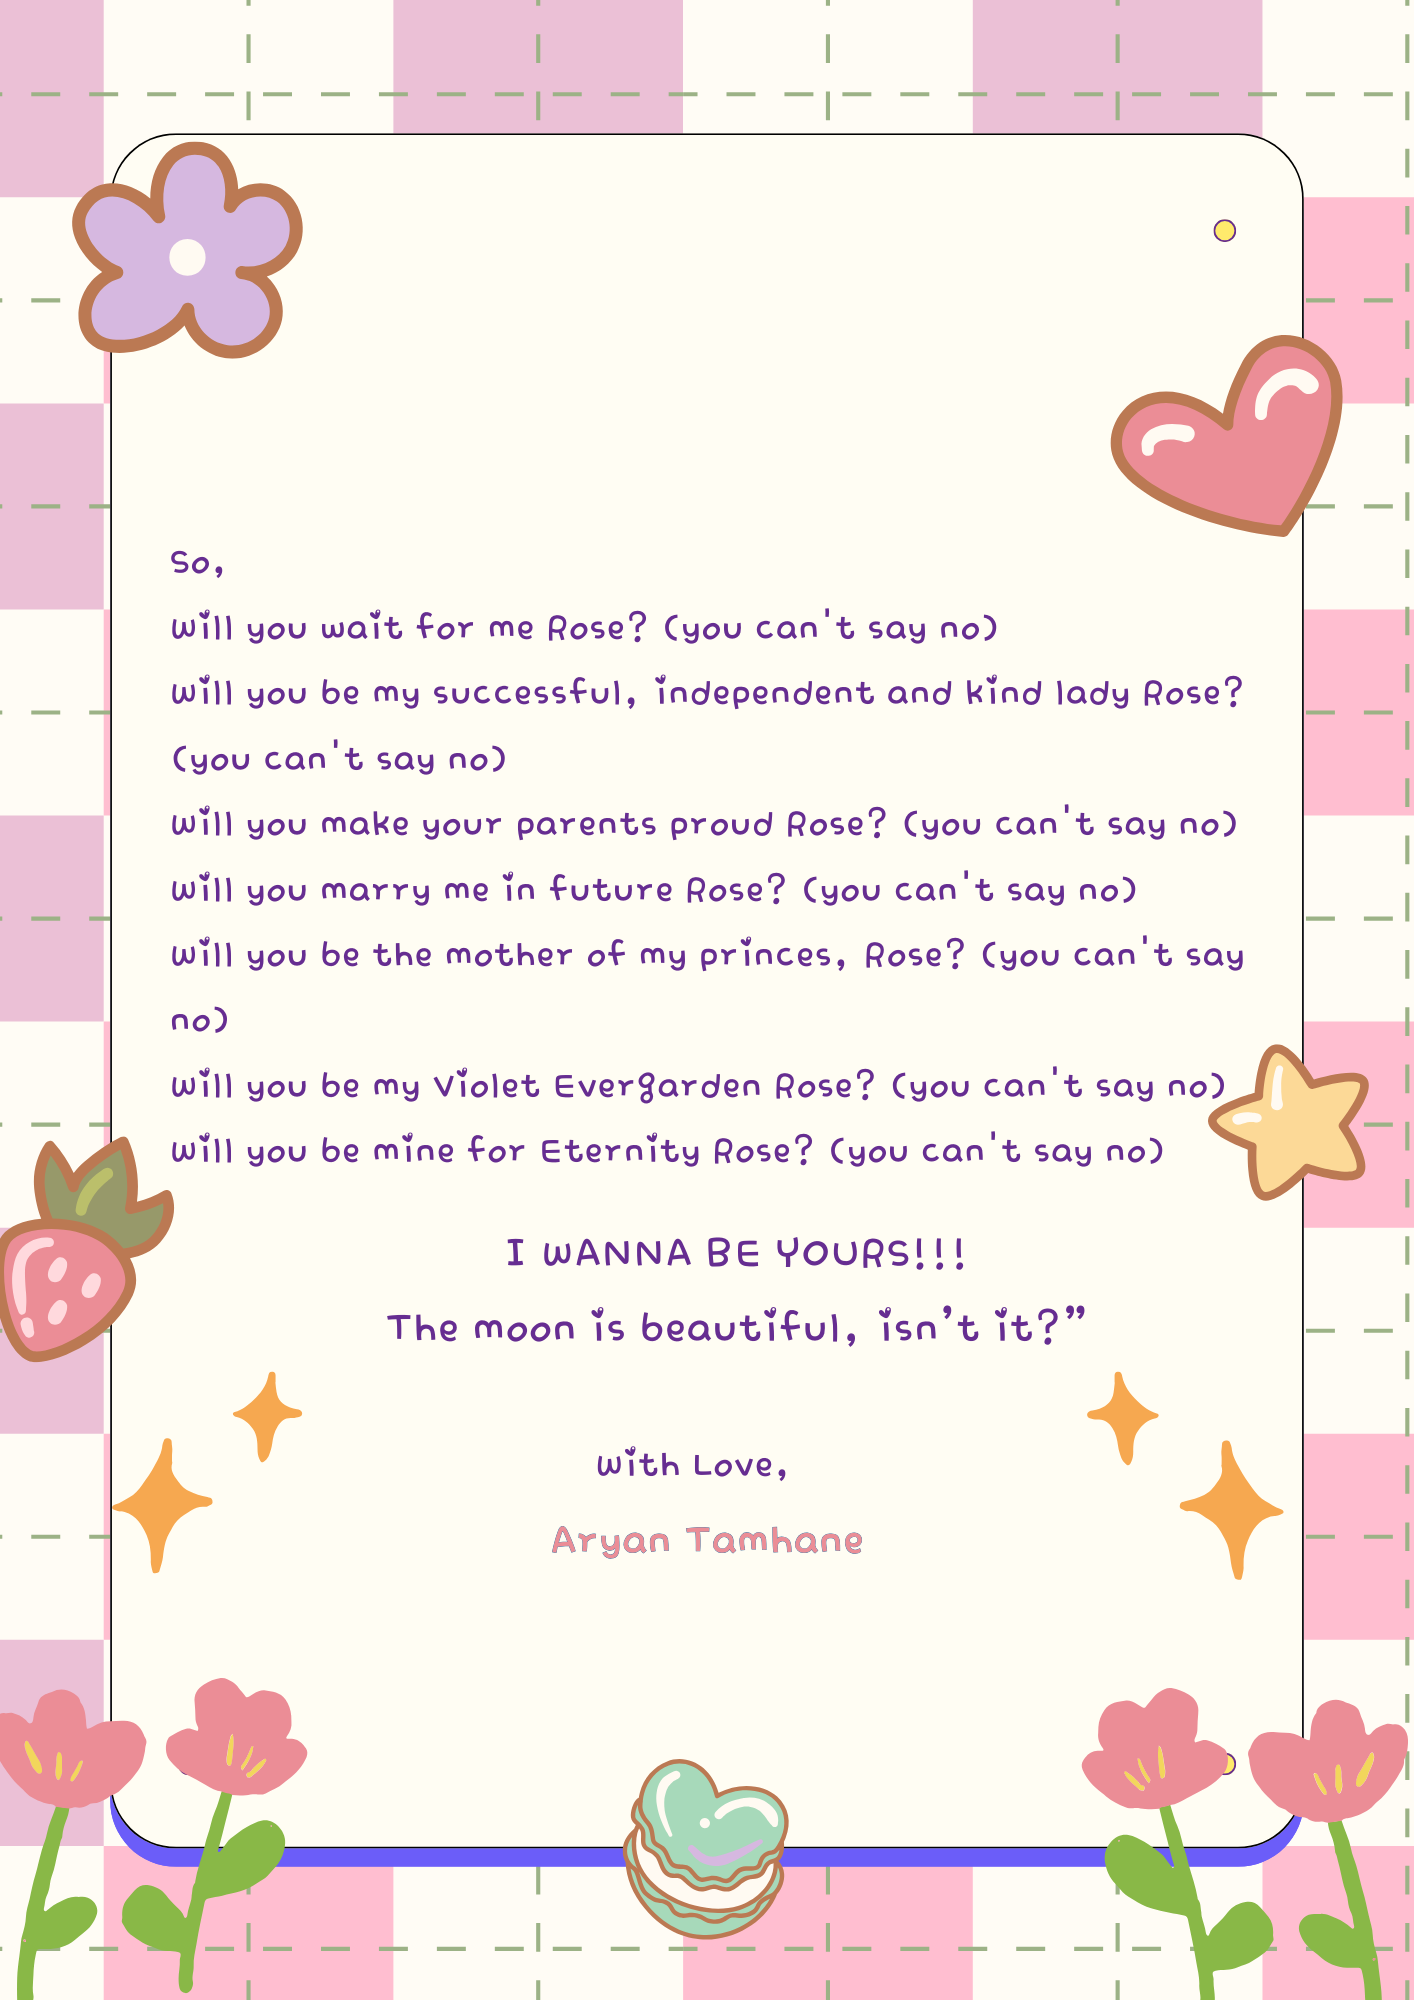 So,
Will you wait for me Rose? (you can't say no)
Will you be my successful, independent and kind lady Rose?
(you can't say no)
Will you make your parents proud Rose? (you can't say no)
Will you marry me in future Rose? (you can't say no)
Will you be the mother of my princes, Rose? (you can't say
no)
Will you be my Violet Evergarden Rose? (you can't say no)
Will you be mine for Eternity Rose? (you can't say no)
I WANNA BE YOURS!!!
The moon is beautiful, isn’t it?”
With Love,
Aryan Tamhane